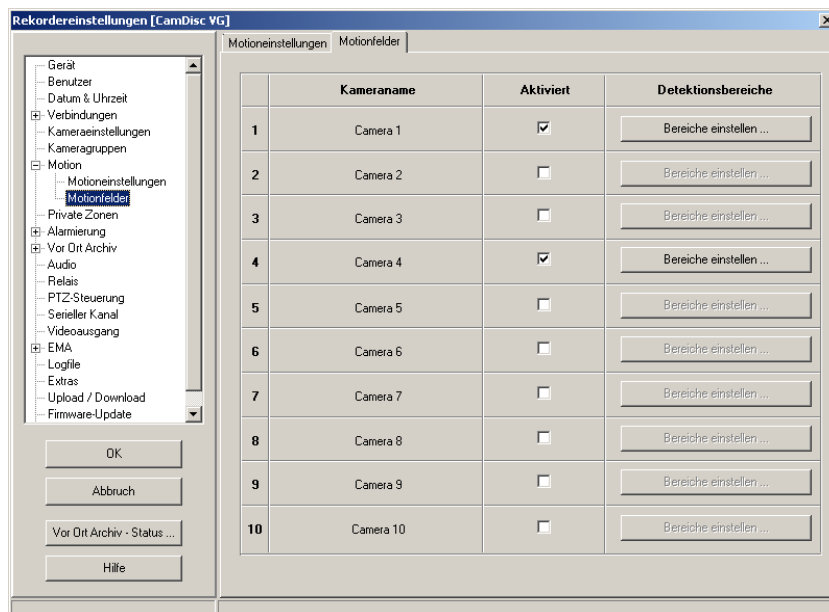 Rekordereinstellungen [CamDisc VG]
Gerät
Benutzer
Datum & Uhrzeit
Verbindungen
Kameraeinstellungen
Kameragruppen
Motion
Motioneinstellungen
Motionfelder
Private Zonen
Alarmierung
Vor Ort Archiv
Audio
Relais
PTZ-Steuerung
Serieller Kanal
Videoausgang
EMA
Logfile
Extras
Upload / Download
Firmware-Update
OK
Abbruch
Vor Ort Archiv - Status ...
Hilfe
Motioneinstellungen Motionfelder
Kameraname Aktiviert Detektionsbereiche
1 Camera 1 Bereiche einstellen ...
2 Camera 2 Bereiche einstellen ...
3 Camera 3 Bereiche einstellen ...
4 Camera 4 Bereiche einstellen ...
5 Camera 5 Bereiche einstellen ...
6 Camera 6 Bereiche einstellen ...
7 Camera 7 Bereiche einstellen ...
8 Camera 8 Bereiche einstellen ...
9 Camera 9 Bereiche einstellen ...
10 Camera 10 Bereiche einstellen ...